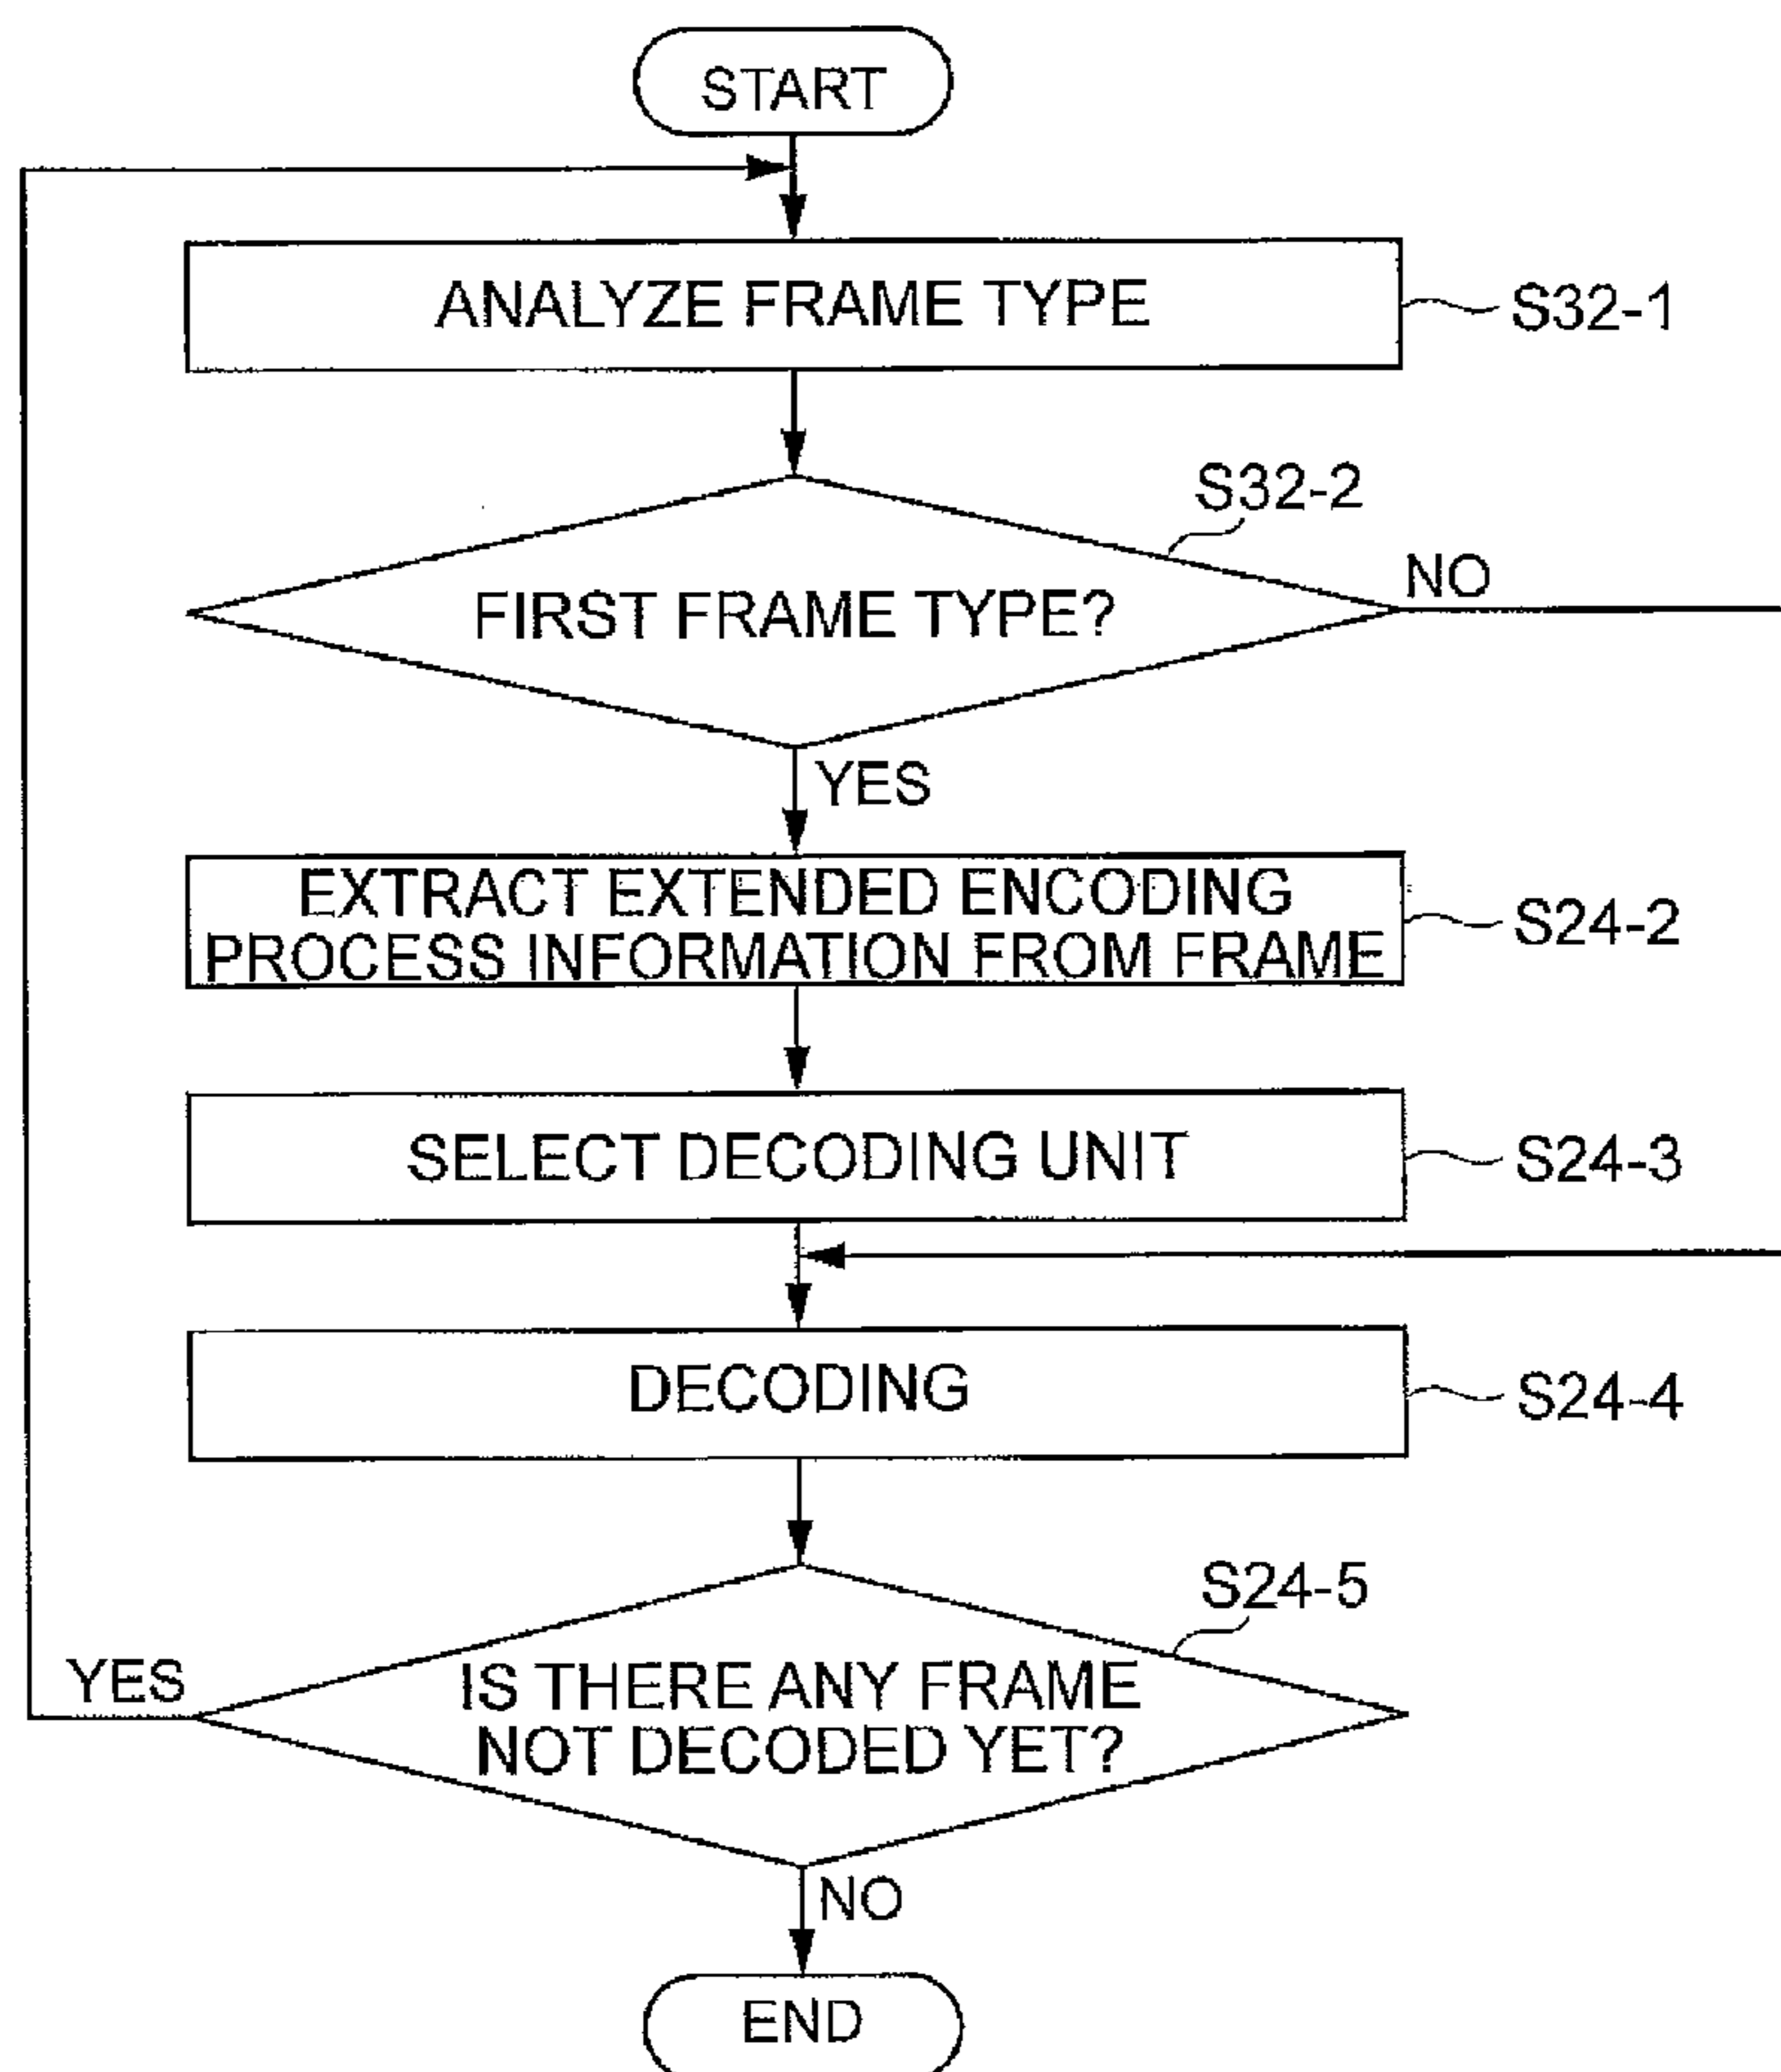 START
ANALYZE FRAME TYPE
S32-1
S32-2
FIRST FRAME TYPE?
NO
YES
EXTRACT EXTENDED ENCODING
PROCESS INFORMATION FROM FRAME
S24-2
SELECT DECODING UNIT
S24-3
DECODING
S24-4
S24-5
IS THERE ANY FRAME
NOT DECODED YET?
YES
NO
END